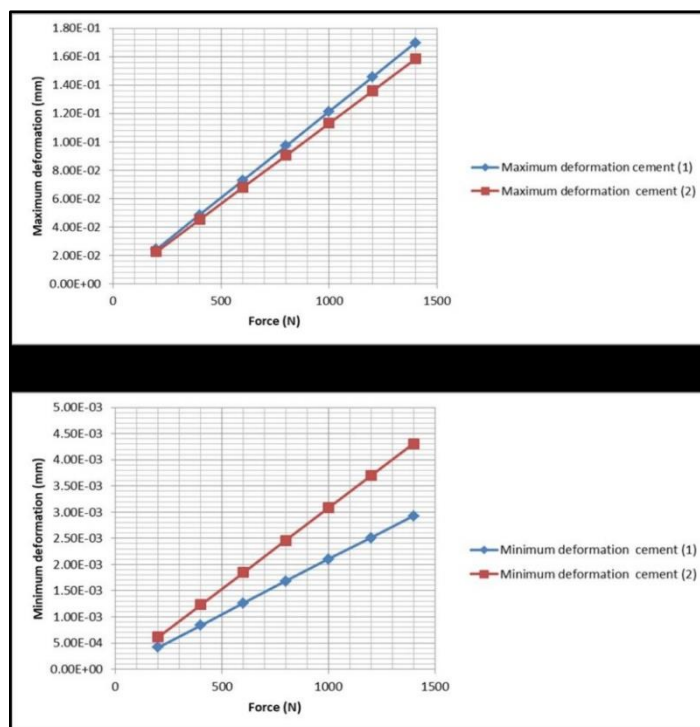 1.80E-01
1.60E-01
1.40E-01
1.20E-01
1.00E-01
8.00E-02
6.00E-02
4.00E-02
2.00E-02
0.00E+00
Maximum deformation (mm)
0 500 1000 1500
Force (N)
Maximum deformation cement (1)
Maximum deformation cement (2)
5.00E-03
4.50E-03
4.00E-03
3.50E-03
3.00E-03
2.50E-03
2.00E-03
1.50E-03
1.00E-03
5.00E-04
0.00E+00
Minimum deformation (mm)
0 500 1000 1500
Force (N)
Minimum deformation cement (1)
Minimum deformation cement (2)